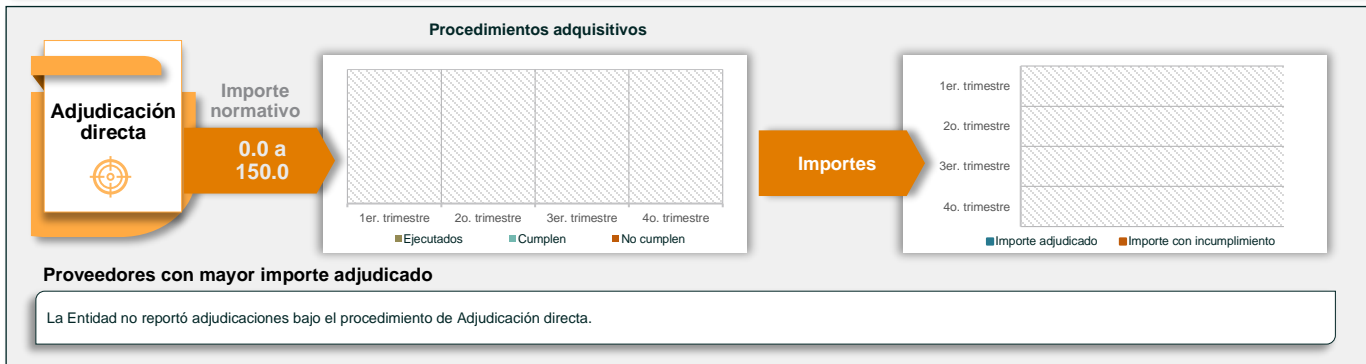 Procedimientos adquisitivos
Adjudicación
directa
Importe
normativo
0.0 a
150.0
1er. trimestre 2o. trimestre 3er. trimestre 4o. trimestre
Ejecutados Cumplen No cumplen
Importes
1er. trimestre
2o. trimestre
3er. trimestre
4o. trimestre
Importe adjudicado Importe con incumplimiento
Proveedores con mayor importe adjudicado
La Entidad no reportó adjudicaciones bajo el procedimiento de Adjudicación directa.